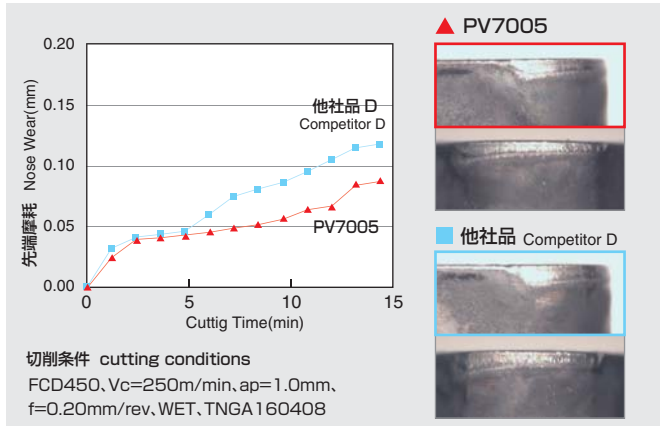 ▲ PV7005
0.20
0.15
0.10
0.05
0.00
先端摩耗 Nose Wear(mm)
他社品 D
Competitor D
PV7005
0 5 10 15
Cuttig Time(min)
■ 他社品 Competitor D
切削条件 cutting conditions
FCD450、Vc=250m/min、ap=1.0mm、
f=0.20mm/rev、WET、TNGA160408